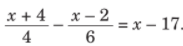 (x + 4)/4 − (x − 2)/6 = x − 17.